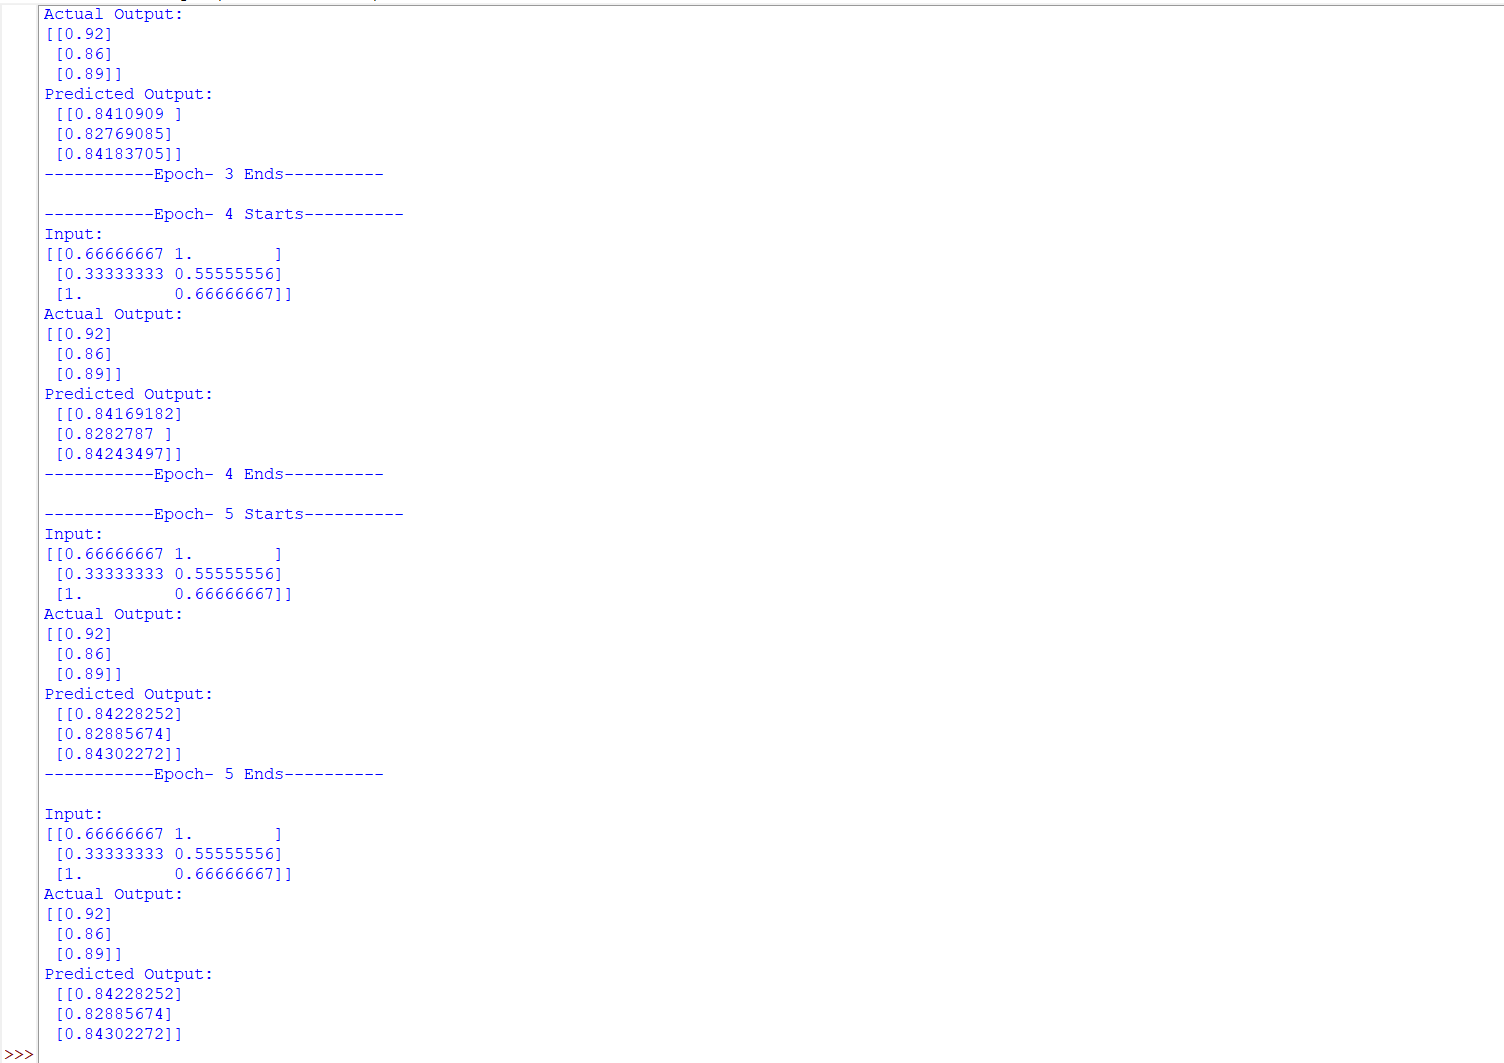 Actual Output:
[[0.92]
 [0.86]
 [0.89]]
Predicted Output:
 [[0.8410909 ]
 [0.82769085]
 [0.84183705]]
-----------Epoch- 3 Ends----------

-----------Epoch- 4 Starts----------
Input:
[[0.66666667 1.        ]
 [0.33333333 0.55555556]
 [1.         0.66666667]]
Actual Output:
[[0.92]
 [0.86]
 [0.89]]
Predicted Output:
 [[0.84169182]
 [0.8282787 ]
 [0.84243497]]
-----------Epoch- 4 Ends----------

-----------Epoch- 5 Starts----------
Input:
[[0.66666667 1.        ]
 [0.33333333 0.55555556]
 [1.         0.66666667]]
Actual Output:
[[0.92]
 [0.86]
 [0.89]]
Predicted Output:
 [[0.84228252]
 [0.82885674]
 [0.84302272]]
-----------Epoch- 5 Ends----------

Input:
[[0.66666667 1.        ]
 [0.33333333 0.55555556]
 [1.         0.66666667]]
Actual Output:
[[0.92]
 [0.86]
 [0.89]]
Predicted Output:
 [[0.84228252]
 [0.82885674]
 [0.84302272]]
>>>